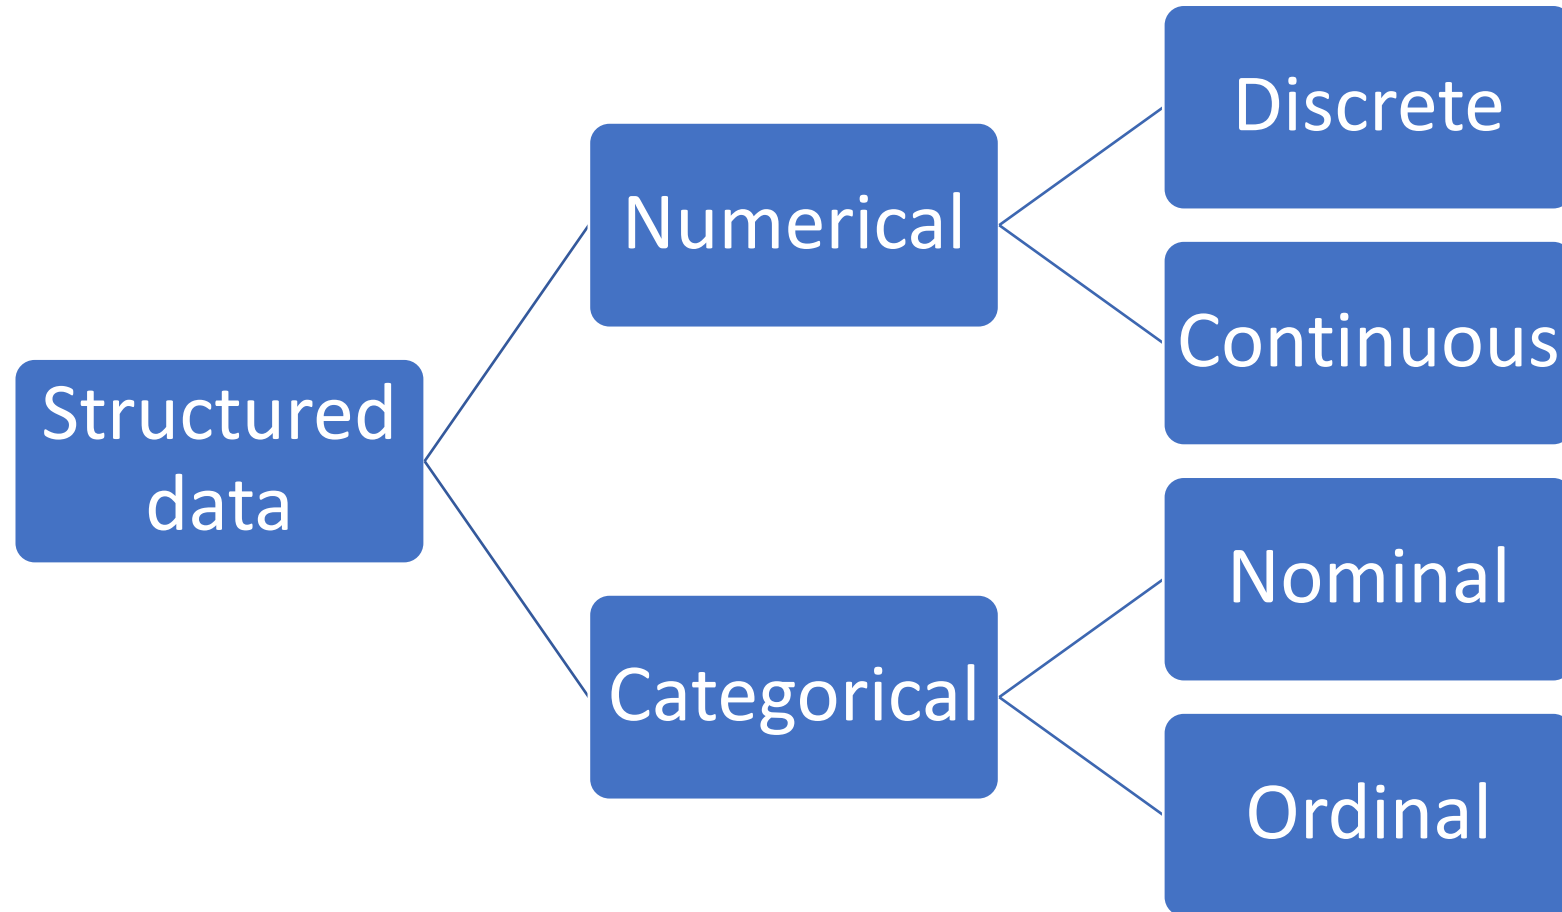 Structured
data
Numerical
Discrete
Continuous
Categorical
Nominal
Ordinal